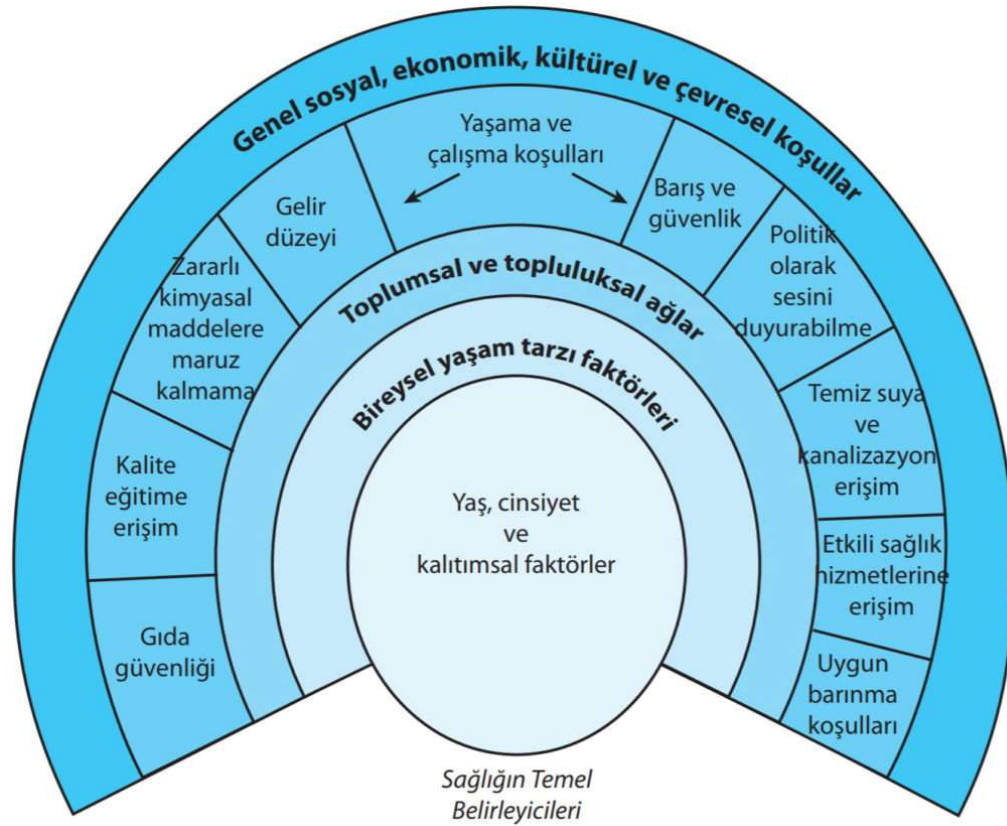 Genel sosyal, ekonomik, kültürel ve çevresel koşullar
Yaşama ve
çalışma koşulları
Gelir
düzeyi
Barış ve
güvenlik
Zararlı
kimyasal
maddelere
maruz
kalmama
Politik
olarak
sesini
duyurabilme
Toplumsal ve topluluksal ağlar
Bireysel yaşam tarzı faktörleri
Kalite
eğitime
erişim
Temiz suya
ve
kanalizasyon
erişim
Yaş, cinsiyet
ve
kalıtımsal faktörler
Etkili sağlık
hizmetlerine
erişim
Gıda
güvenliği
Uygun
barınma
koşulları
Sağlığın Temel
Belirleyicileri